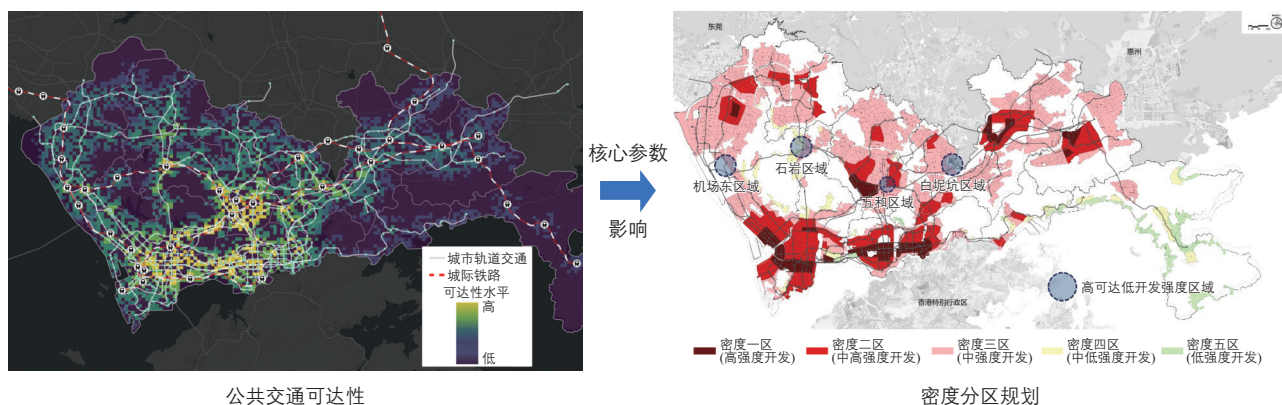 城市轨道交通
城际铁路
可达性水平
高
低
公共交通可达性
核心参数
影响
东莞
惠州
机场东区域
石岩区域
五和区域
白坭坑区域
香港特别行政区
高可达低开发强度区域
密度一区
(高强度开发)
密度二区
(中高强度开发)
密度三区
(中强度开发)
密度四区
(中低强度开发)
密度五区
(低强度开发)
密度分区规划